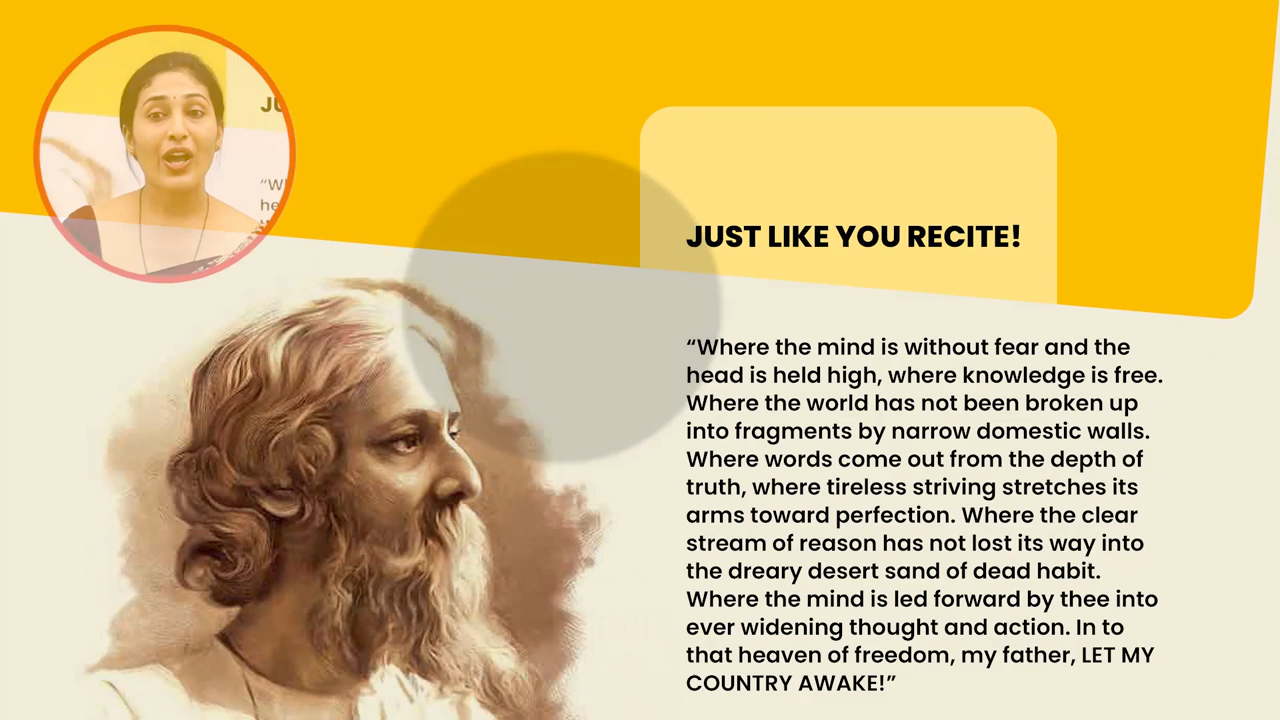 JU
“W
he
JUST LIKE YOU RECITE!
“Where the mind is without fear and the
head is held high, where knowledge is free.
Where the world has not been broken up
into fragments by narrow domestic walls.
Where words come out from the depth of
truth, where tireless striving stretches its
arms toward perfection. Where the clear
stream of reason has not lost its way into
the dreary desert sand of dead habit.
Where the mind is led forward by thee into
ever widening thought and action. In to
that heaven of freedom, my father, LET MY
COUNTRY AWAKE!”